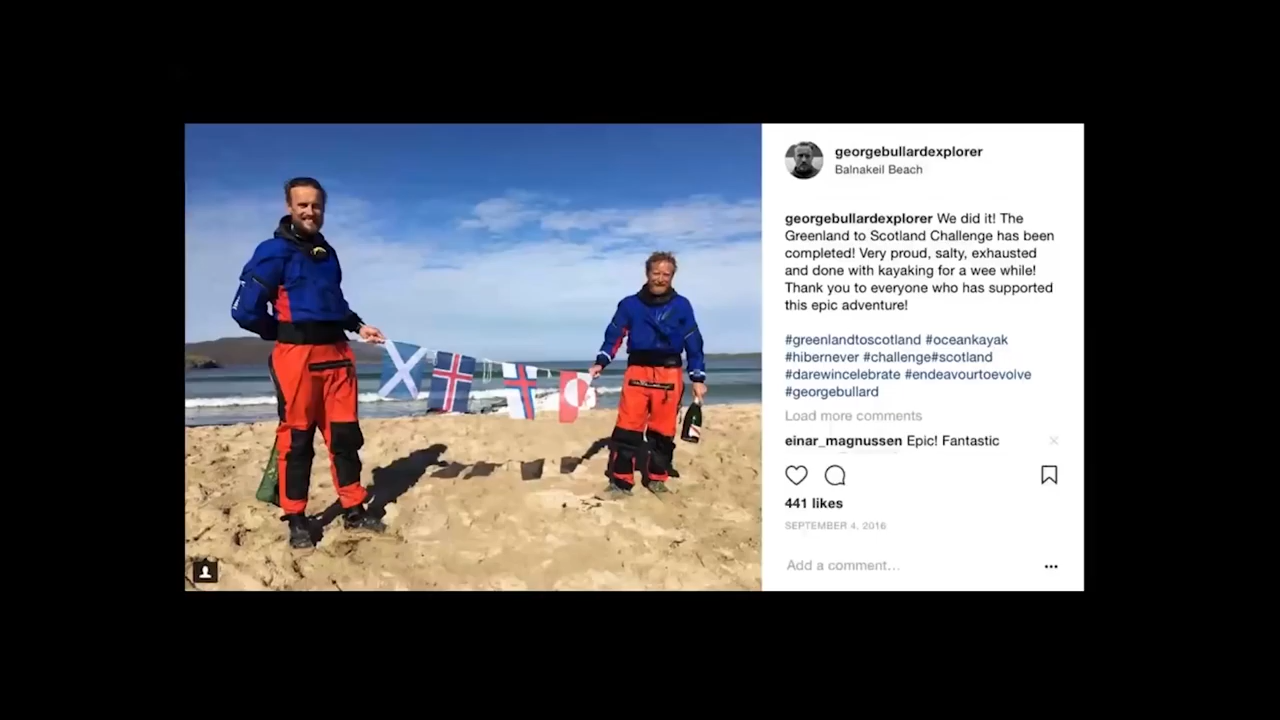 georgebullardexplorer
Balnakeil Beach
georgebullardexplorer We did it! The
Greenland to Scotland Challenge has been
completed! Very proud, salty, exhausted
and done with kayaking for a wee while!
Thank you to everyone who has supported
this epic adventure!
#greenlandtoscotland #oceankayak
#hibernever #challenge#scotland
#darewincelebrate #endeavourtoevolve
#georgebullard
Load more comments
einar_magnussen Epic! Fantastic
441 likes
SEPTEMBER 4, 2016
Add a comment…